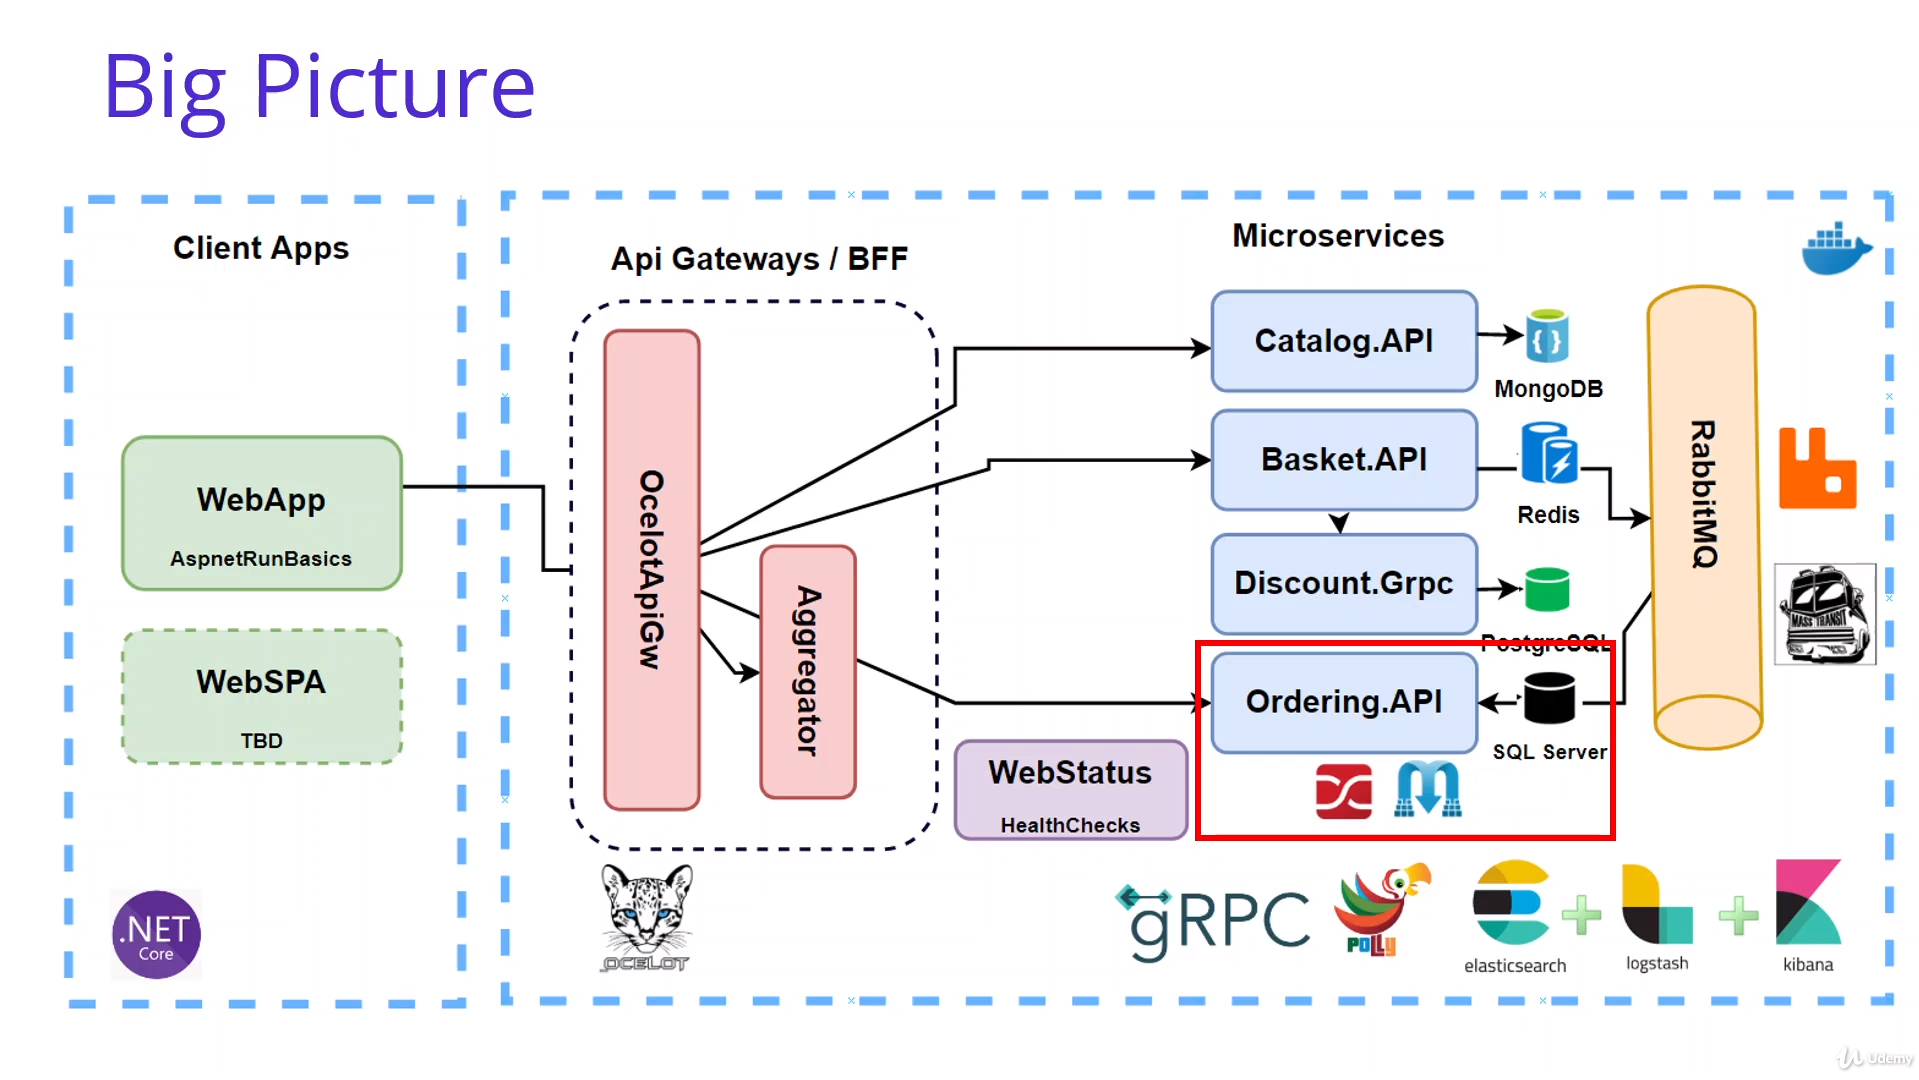 Big Picture
Client Apps
WebApp
AspnetRunBasics
WebSPA
TBD
.NET
Core
Api Gateways / BFF
OcelotApiGw
Aggregator
OCELOT
Microservices
Catalog.API
MongoDB
Basket.API
Redis
Discount.Grpc
PostgreSQL
Ordering.API
SQL Server
WebStatus
HealthChecks
RabbitMQ
MASS TRANSIT
gRPC
POLLY
elasticsearch
logstash
kibana
Udemy